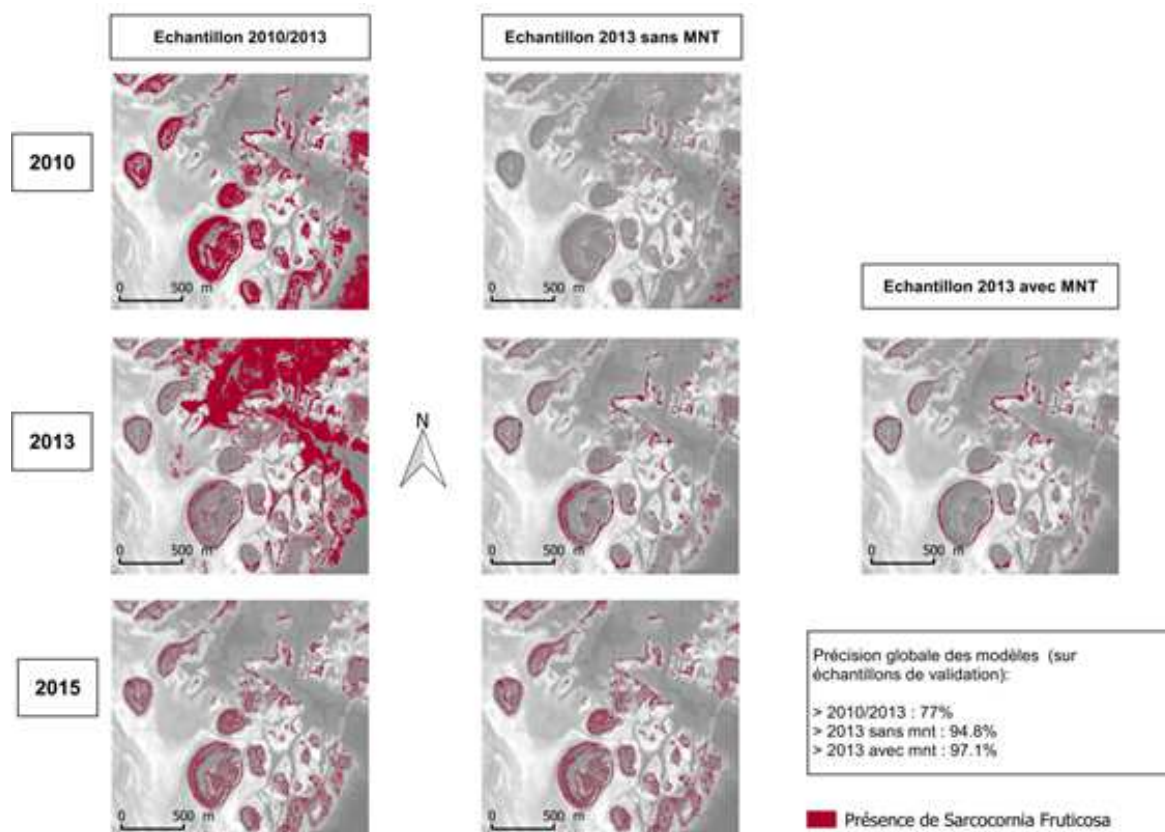 Echantillon 2010/2013
Echantillon 2013 sans MNT
2010
0 500 m
0 500 m
Echantillon 2013 avec MNT
2013
N
0 500 m
0 500 m
0 500 m
2015
0 500 m
0 500 m
Précision globale des modèles (sur
échantillons de validation):
> 2010/2013 : 77%
> 2013 sans mnt : 94.8%
> 2013 avec mnt : 97.1%
Présence de Sarcocornia Fruticosa